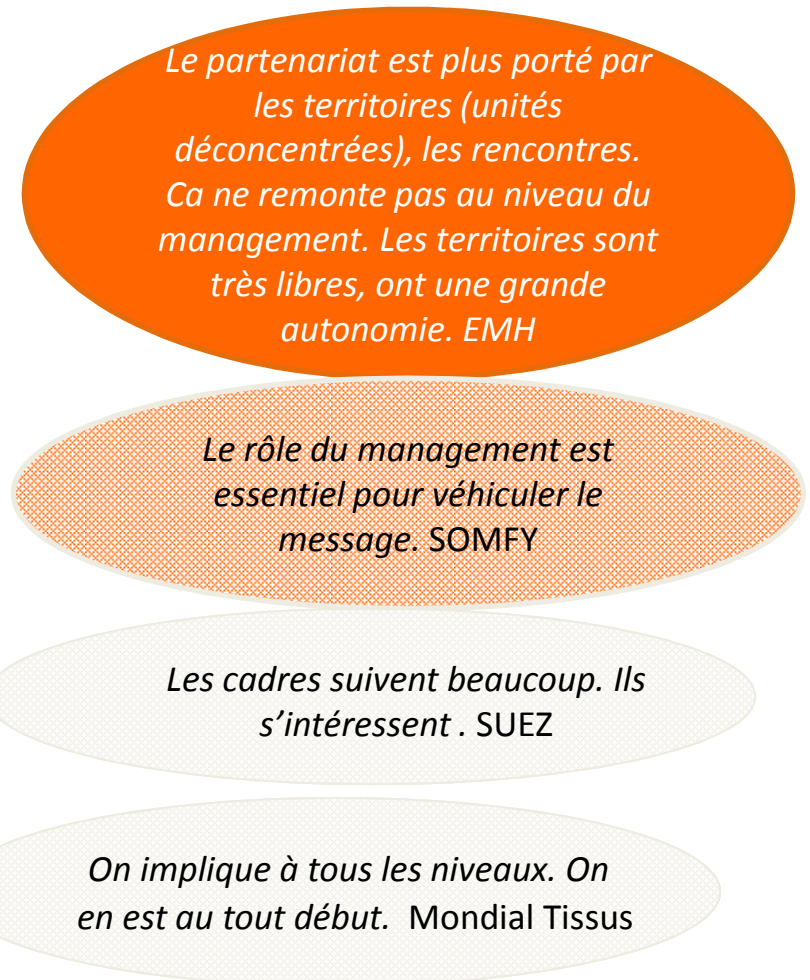 Le partenariat est plus porté par
les territoires (unités
déconcentrées), les rencontres.
Ca ne remonte pas au niveau du
management. Les territoires sont
très libres, ont une grande
autonomie. EMH
Le rôle du management est
essentiel pour véhiculer le
message. SOMFY
Les cadres suivent beaucoup. Ils
s’intéressent . SUEZ
On implique à tous les niveaux. On
en est au tout début. Mondial Tissus